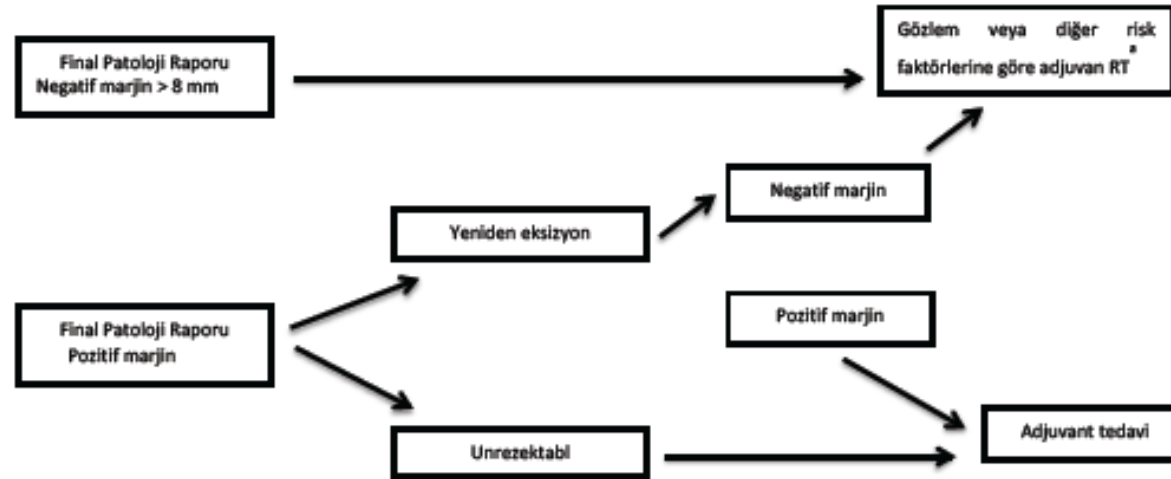 Final Patoloji Raporu
Negatif marjin > 8 mm
Gözlem veya diğer risk
faktörlerine göre adjuvan RT a
Negatif marjin
Yeniden eksizyon
Final Patoloji Raporu
Pozitif marjin
Pozitif marjin
Unrezektabl
Adjuvant tedavi